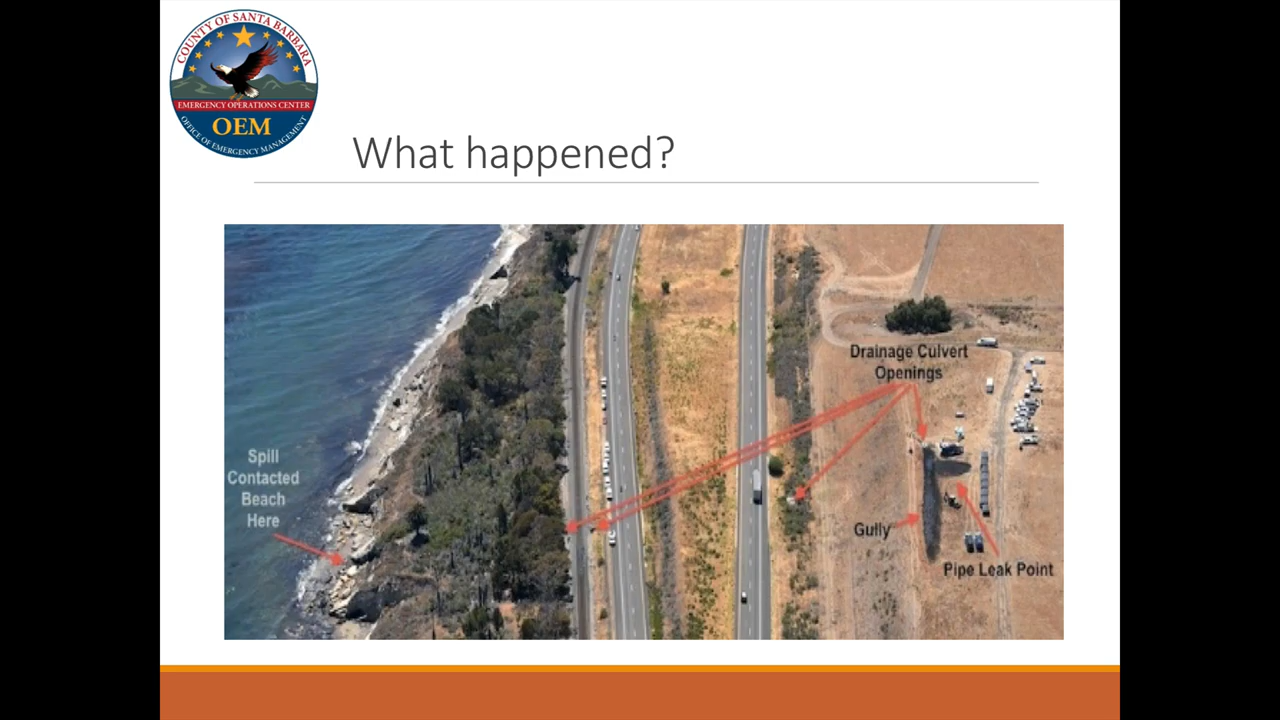 COUNTY OF SANTA BARBARA
EMERGENCY OPERATIONS CENTER
OEM
OFFICE OF EMERGENCY MANAGEMENT
What happened?
Drainage Culvert
Openings
Spill
Contacted
Beach
Here
Gully
Pipe Leak Point